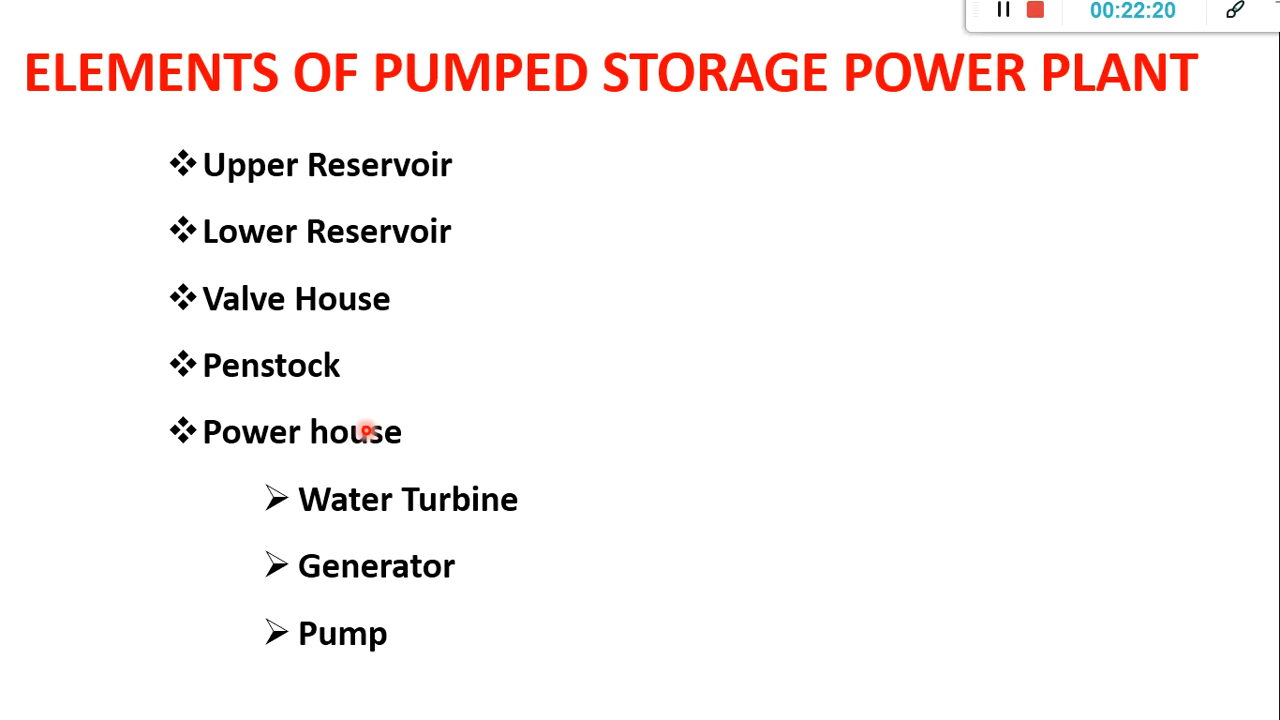 00:22:20
ELEMENTS OF PUMPED STORAGE POWER PLANT
❖ Upper Reservoir
❖ Lower Reservoir
❖ Valve House
❖ Penstock
❖ Power house
➢ Water Turbine
➢ Generator
➢ Pump